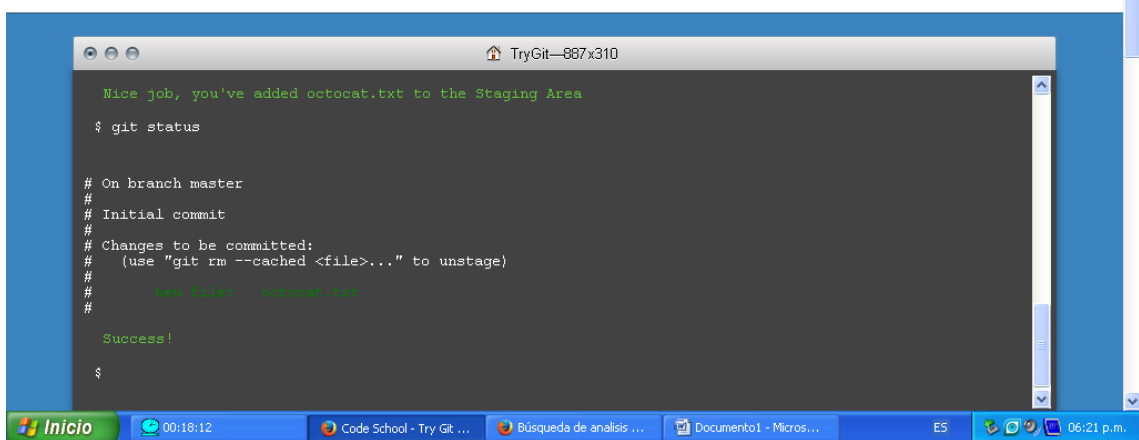 TryGit—887x310
Nice job, you've added octocat.txt to the Staging Area
$ git status
# On branch master
#
# Initial commit
#
# Changes to be committed:
#   (use "git rm --cached <file>..." to unstage)
#
#       new file:   octocat.txt
#
Success!
$
Inicio
00:18:12
Code School - Try Git ...
Búsqueda de analisis ...
Documento1 - Micros...
ES
06:21 p.m.